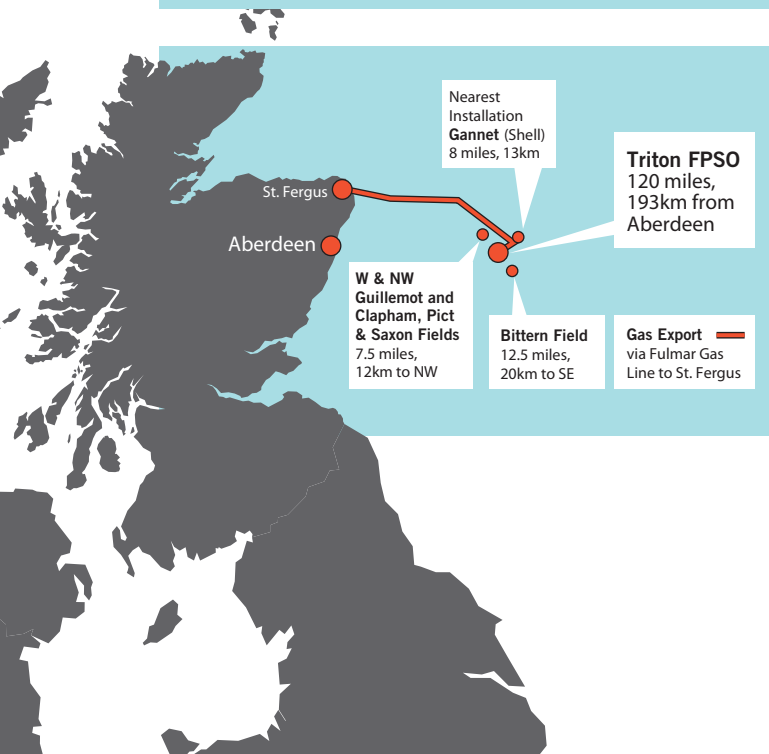 Nearest
Installation
Gannet (Shell)
8 miles, 13km
Triton FPSO
120 miles,
193km from
Aberdeen
St. Fergus
Aberdeen
W & NW
Guillemot and
Clapham, Pict
& Saxon Fields
7.5 miles,
12km to NW
Bittern Field
12.5 miles,
20km to SE
Gas Export
via Fulmar Gas
Line to St. Fergus